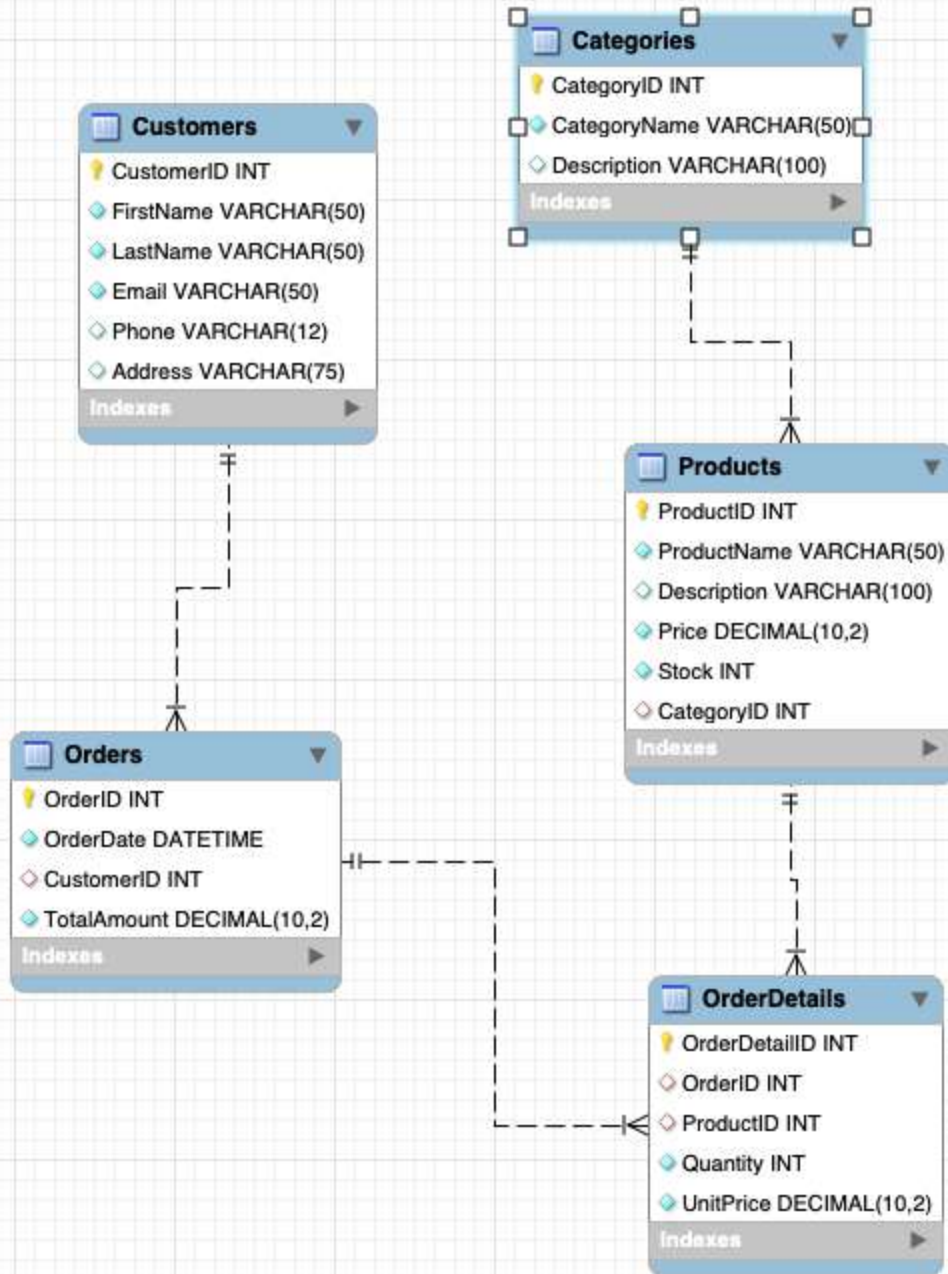 Categories
CategoryID INT
CategoryName VARCHAR(50)
Description VARCHAR(100)
Indexes
Customers
CustomerID INT
FirstName VARCHAR(50)
LastName VARCHAR(50)
Email VARCHAR(50)
Phone VARCHAR(12)
Address VARCHAR(75)
Indexes
Products
ProductID INT
ProductName VARCHAR(50)
Description VARCHAR(100)
Price DECIMAL(10,2)
Stock INT
CategoryID INT
Indexes
Orders
OrderID INT
OrderDate DATETIME
CustomerID INT
TotalAmount DECIMAL(10,2)
Indexes
OrderDetails
OrderDetailID INT
OrderID INT
ProductID INT
Quantity INT
UnitPrice DECIMAL(10,2)
Indexes